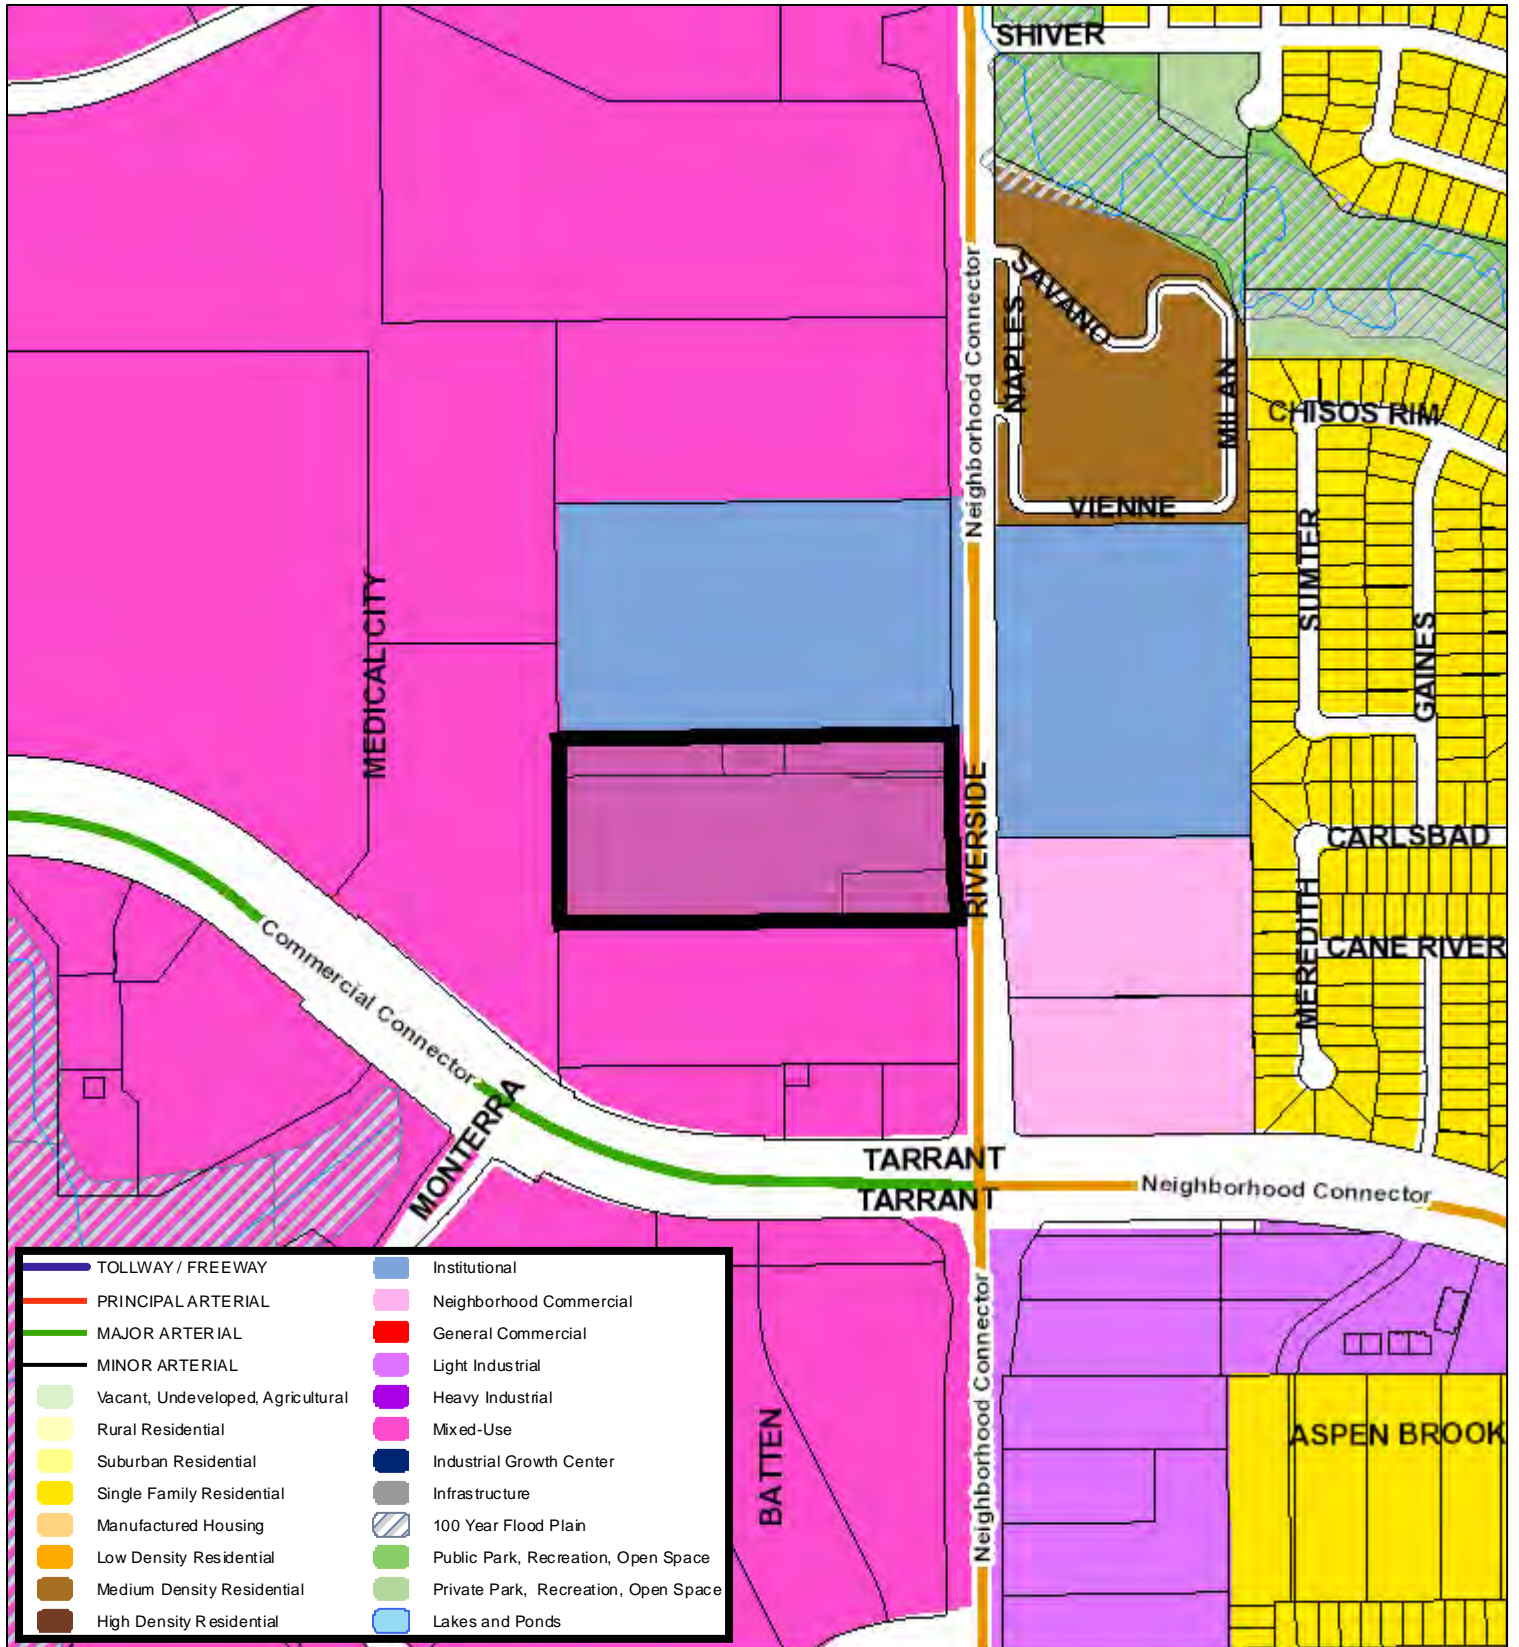 SHIVER
Neighborhood Connector
SAVANO
NAPLES
MILAN
VIENNE
CHISOS RIM
SUMTER
GAINES
MEDICAL CITY
RIVERSIDE
CARLSBAD
MEREDITH
CANE RIVER
Commercial Connector
MONTERRA
TARRANT
TARRANT
Neighborhood Connector
Neighborhood Connector
BATTEN
ASPEN BROOK
TOLLWAY / FREEWAY
PRINCIPAL ARTERIAL
MAJOR ARTERIAL
MINOR ARTERIAL
Vacant, Undeveloped, Agricultural
Rural Residential
Suburban Residential
Single Family Residential
Manufactured Housing
Low Density Residential
Medium Density Residential
High Density Residential
Institutional
Neighborhood Commercial
General Commercial
Light Industrial
Heavy Industrial
Mixed-Use
Industrial Growth Center
Infrastructure
100 Year Flood Plain
Public Park, Recreation, Open Space
Private Park, Recreation, Open Space
Lakes and Ponds